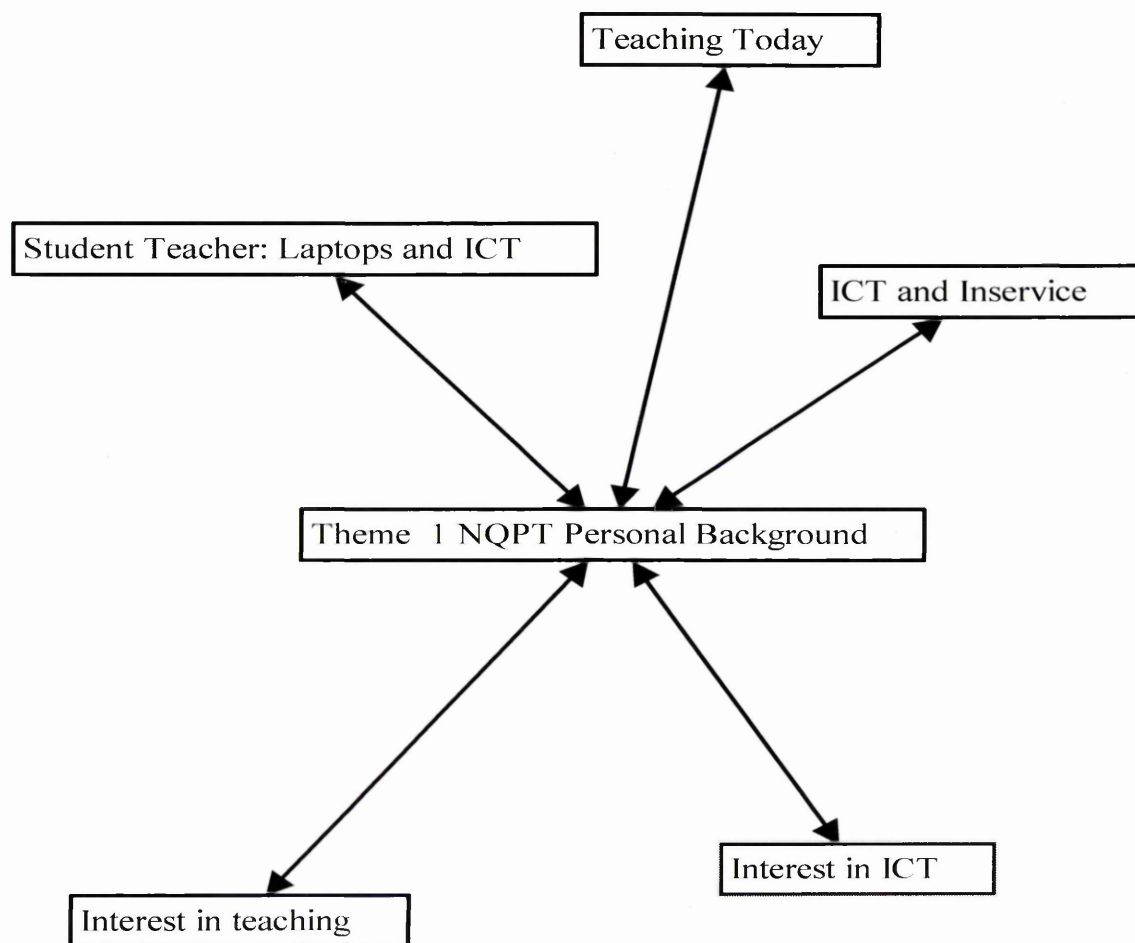 Teaching Today
Student Teacher: Laptops and ICT
ICT and Inservice
Theme 1 NQPT Personal Background
Interest in ICT
Interest in teaching